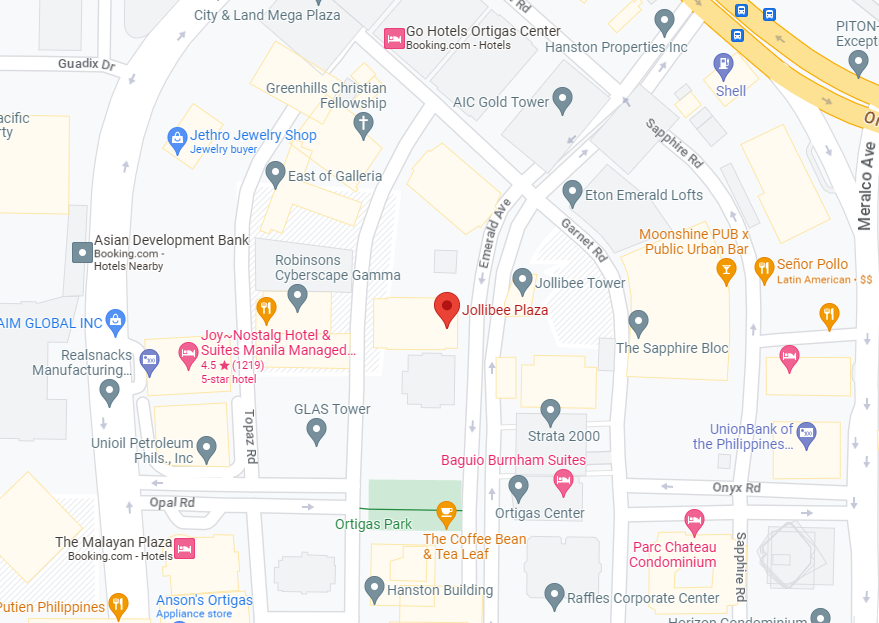 Rd
City & Land Mega Plaza
Go Hotels Ortigas Center
Booking.com - Hotels
Hanston Properties Inc
PITON-
Except
Guadix Dr
Shell
Greenhills Christian
Fellowship
AIC Gold Tower
acific
rty
Or
Jethro Jewelry Shop
Jewelry buyer
Sapphire Rd
Meralco Ave
East of Galleria
Eton Emerald Lofts
Emerald Ave
Garnet Rd
Asian Development Bank
Booking.com -
Hotels Nearby
Moonshine PUB x
Public Urban Bar
Robinsons
Cyberscape Gamma
Señor Pollo
Latin American · $$
Jollibee Tower
Jollibee Plaza
AIM GLOBAL INC
Joy~Nostalg Hotel &
Suites Manila Managed...
4.5 ★ (1219)
5-star hotel
Realsnacks
Manufacturing...
The Sapphire Bloc
GLAS Tower
Topaz Rd
Strata 2000
UnionBank of
the Philippines...
Unioil Petroleum
Phils., Inc
Baguio Burnham Suites
Onyx Rd
Opal Rd
Ortigas Center
Ortigas Park
The Coffee Bean
& Tea Leaf
The Malayan Plaza
Booking.com - Hotels
Parc Chateau
Condominium
Sapphire Rd
Hanston Building
Raffles Corporate Center
Putien Philippines
Anson's Ortigas
Appliance store
Horizon Condominium